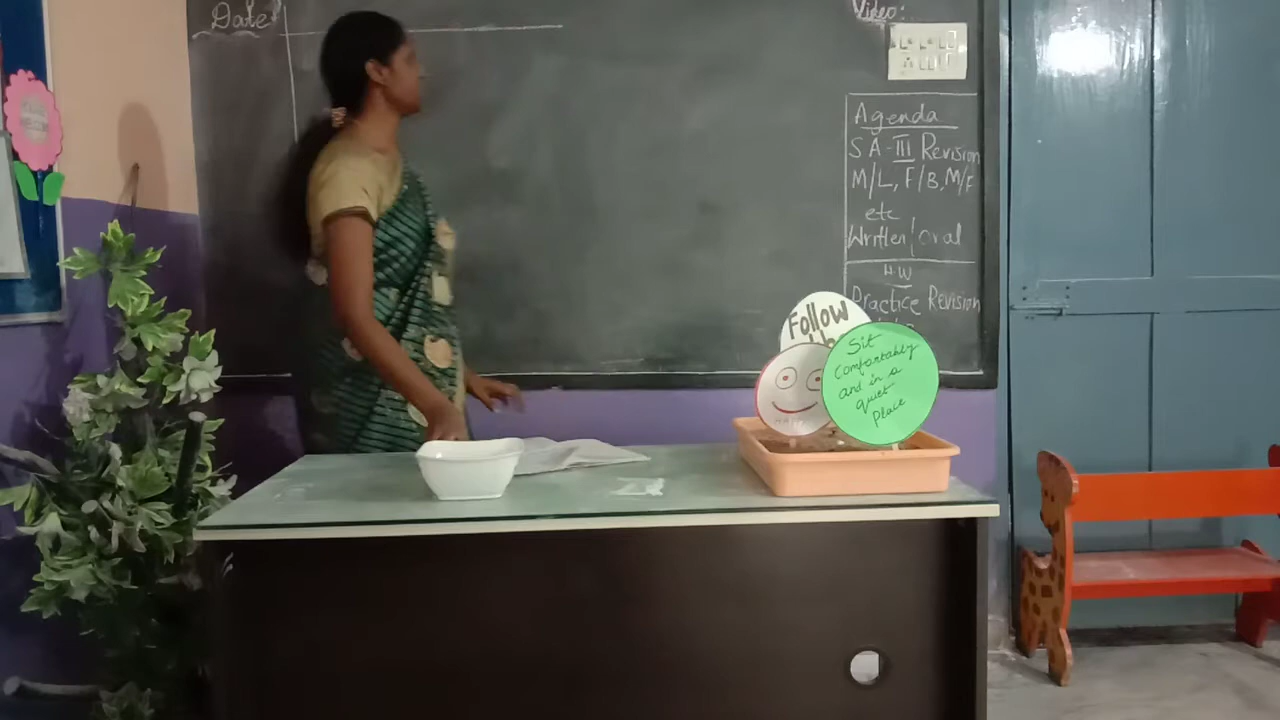 Date:
Video:
Agenda
SA-III Revision
M/L, F/B, M/F
etc
Written/oral
HW
Practice Revision
Follow
Sit
comfortably
and in a
quiet
place